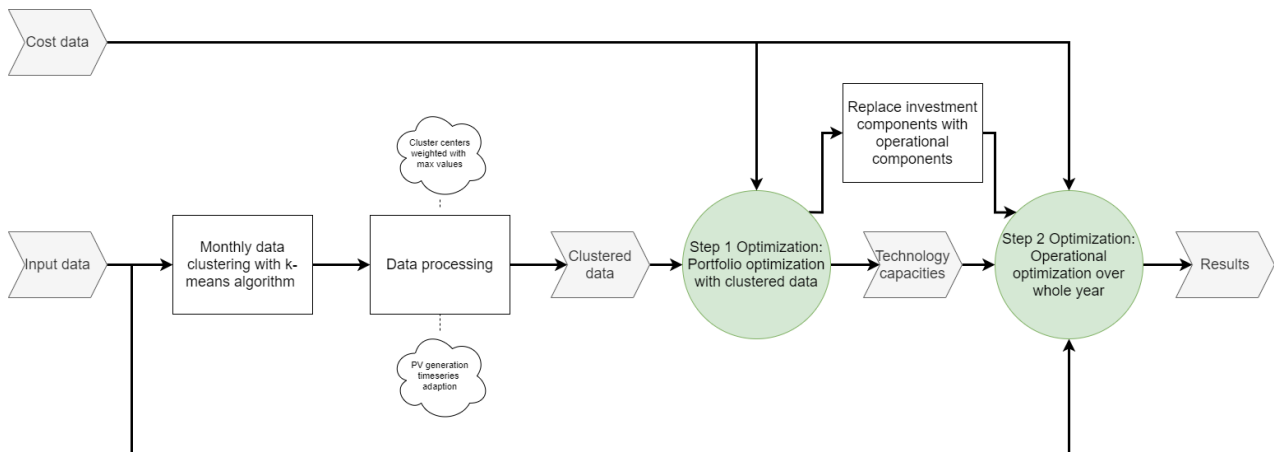 Cost data
Replace investment
components with
operational
components
Cluster centers
weighted with
max values
Input data
Monthly data
clustering with k-
means algorithm
Data processing
Clustered
data
Step 1 Optimization:
Portfolio optimization
with clustered data
Technology
capacities
Step 2 Optimization:
Operational
optimization over
whole year
Results
PV generation
timeseries
adaption